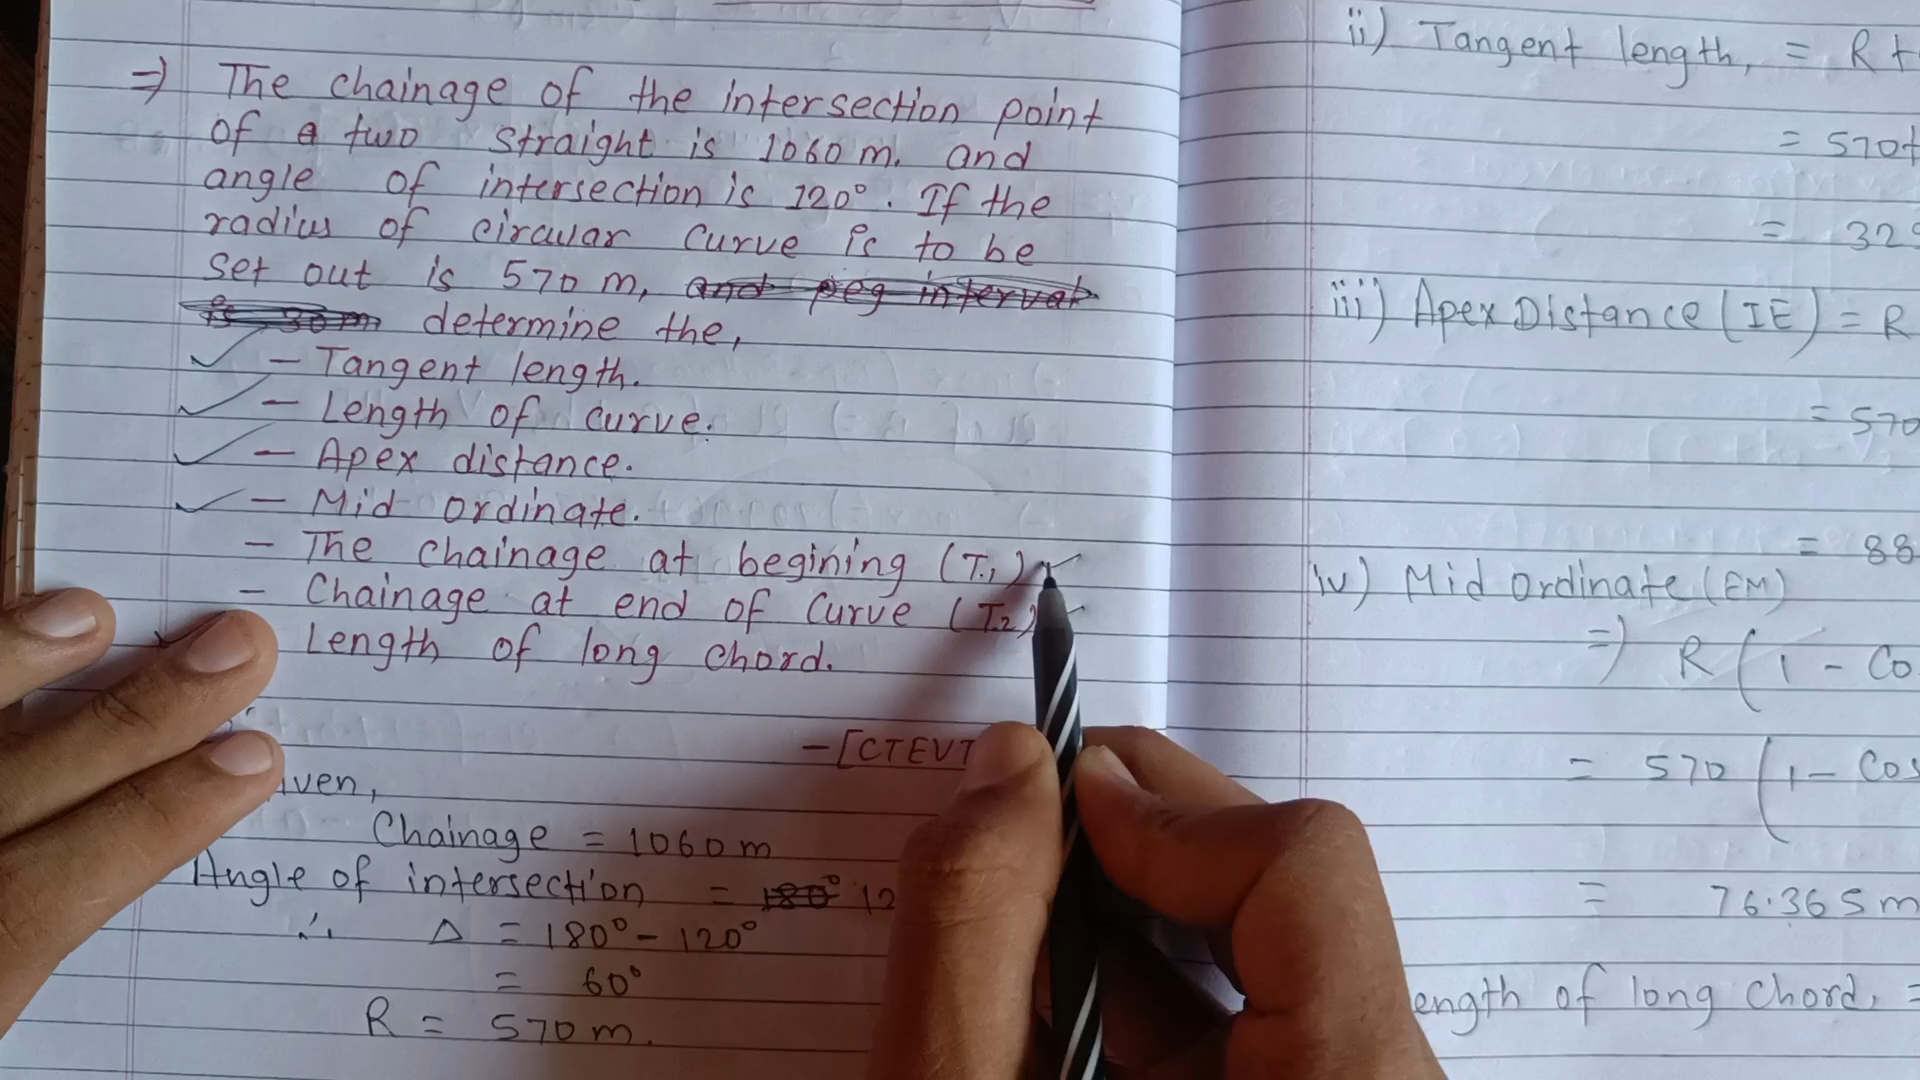 => The chainage of the intersection point
of a two straight is 1060 m. and
angle of intersection is 120°. If the
radius of circular curve is to be
set out is 570 m, and peg interval
is 30m determine the,
- Tangent length.
- Length of curve.
- Apex distance.
- Mid ordinate.
- The chainage at begining (T.1)
- Chainage at end of Curve (T.2)
Length of long chord.
- [CTEVT
iven,
Chainage = 1060 m
Angle of intersection = 180° 12
∴ Δ = 180° - 120°
= 60°
R = 570 m.
ii) Tangent length, = R t
= 570t
= 329
iii) Apex Distance (IE) = R
= 570
= 88
iv) Mid Ordinate (EM)
=) R (1 - Co
= 570 (1 - Cos
= 76.365 m
ength of long chord, =